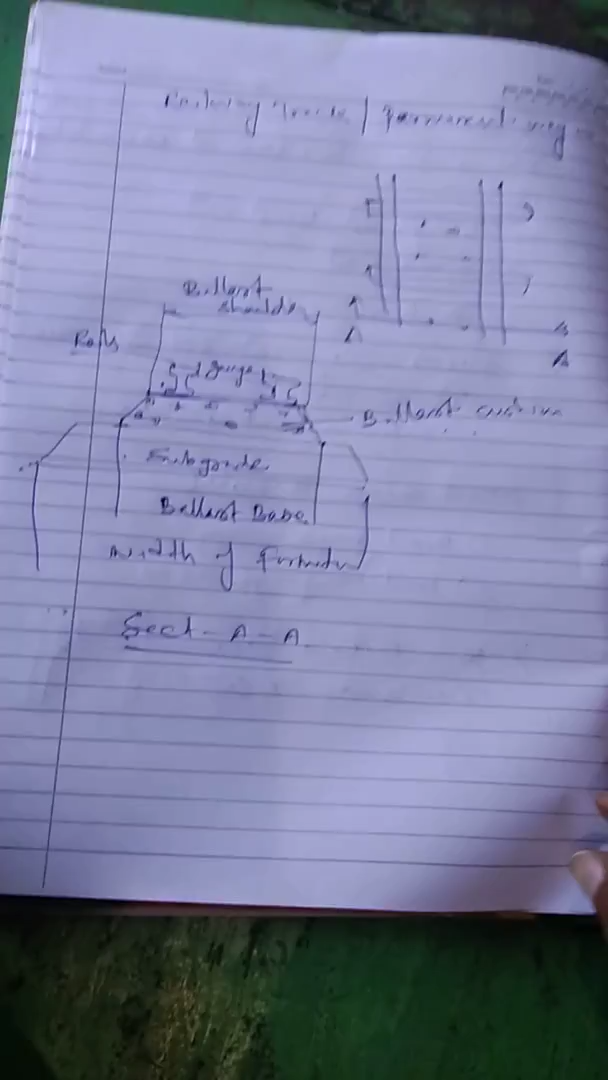 Railway Track / permanent way
Ballast
shoulder
Rails
Gauge
Ballast cushion
Subgrade
Ballast Base
width of Formation
A
A
Sect - A - A